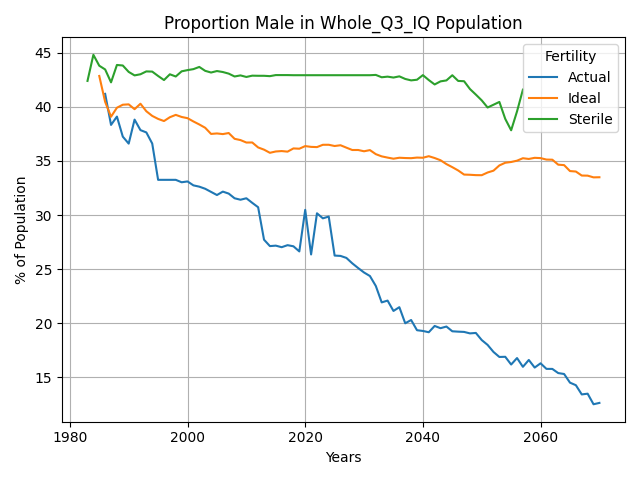 Proportion Male in Whole_Q3_IQ Population
% of Population
45
40
35
30
25
20
15
Fertility
Actual
Ideal
Sterile
1980
2000
2020
2040
2060
Years